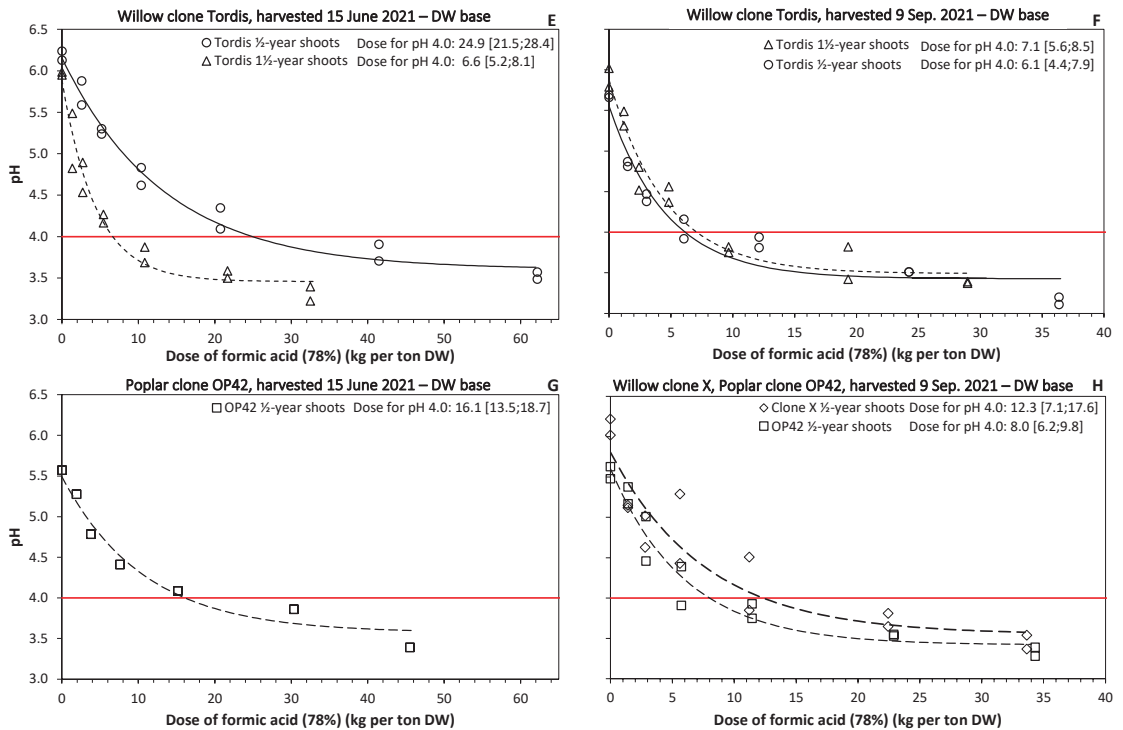 Willow clone Tordis, harvested 15 June 2021 – DW base
E
Tordis ½-year shoots Dose for pH 4.0: 24.9 [21.5;28.4]
Tordis 1½-year shoots Dose for pH 4.0: 6.6 [5.2;8.1]
6.5
6.0
5.5
5.0
4.5
4.0
3.5
3.0
pH
0 10 20 30 40 50 60
Dose of formic acid (78%) (kg per ton DW)
Willow clone Tordis, harvested 9 Sep. 2021 – DW base
F
Tordis 1½-year shoots Dose for pH 4.0: 7.1 [5.6;8.5]
Tordis ½-year shoots Dose for pH 4.0: 6.1 [4.4;7.9]
0 5 10 15 20 25 30 35 40
Dose of formic acid (78%) (kg per ton DW)
Poplar clone OP42, harvested 15 June 2021 – DW base
G
OP42 ½-year shoots Dose for pH 4.0: 16.1 [13.5;18.7]
6.5
6.0
5.5
5.0
4.5
4.0
3.5
3.0
pH
0 10 20 30 40 50 60
Dose of formic acid (78%) (kg per ton DW)
Willow clone X, Poplar clone OP42, harvested 9 Sep. 2021 – DW base
H
Clone X ½-year shoots Dose for pH 4.0: 12.3 [7.1;17.6]
OP42 ½-year shoots Dose for pH 4.0: 8.0 [6.2;9.8]
0 5 10 15 20 25 30 35 40
Dose of formic acid (78%) (kg per ton DW)